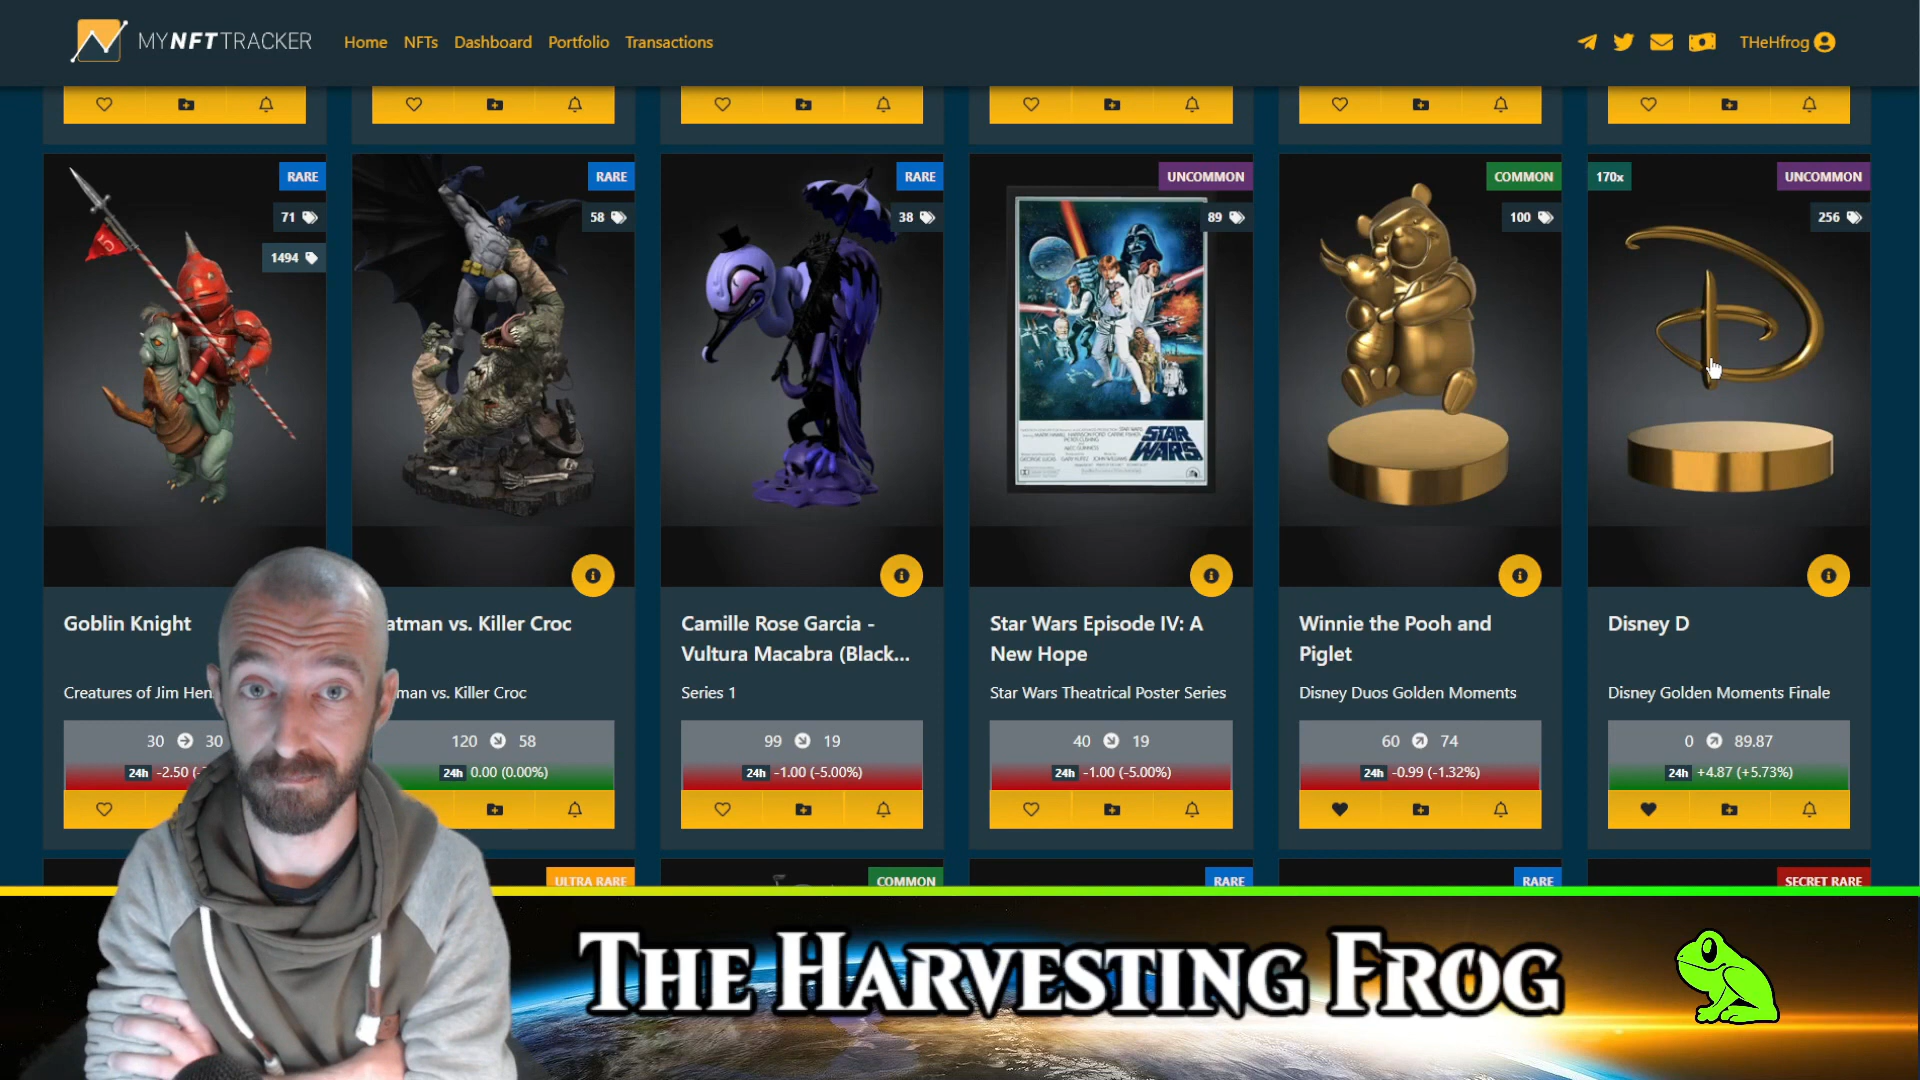 MYNFTTRACKER
Home NFTs Dashboard Portfolio Transactions
THeHfrog
RARE
71
1494
RARE
58
RARE
38
UNCOMMON
89
STAR WARS
COMMON
100
170x
UNCOMMON
256
Goblin Knight
Creatures of Jim Hen
30 30
24h -2.50
atman vs. Killer Croc
man vs. Killer Croc
120 58
24h 0.00 (0.00%)
Camille Rose Garcia -
Vultura Macabra (Black...
Series 1
99 19
24h -1.00 (-5.00%)
Star Wars Episode IV: A
New Hope
Star Wars Theatrical Poster Series
40 19
24h -1.00 (-5.00%)
Winnie the Pooh and
Piglet
Disney Duos Golden Moments
60 74
24h -0.99 (-1.32%)
Disney D
Disney Golden Moments Finale
0 89.87
24h +4.87 (+5.73%)
ULTRA RARE
COMMON
RARE
RARE
SECRET RARE
THE HARVESTING FROG